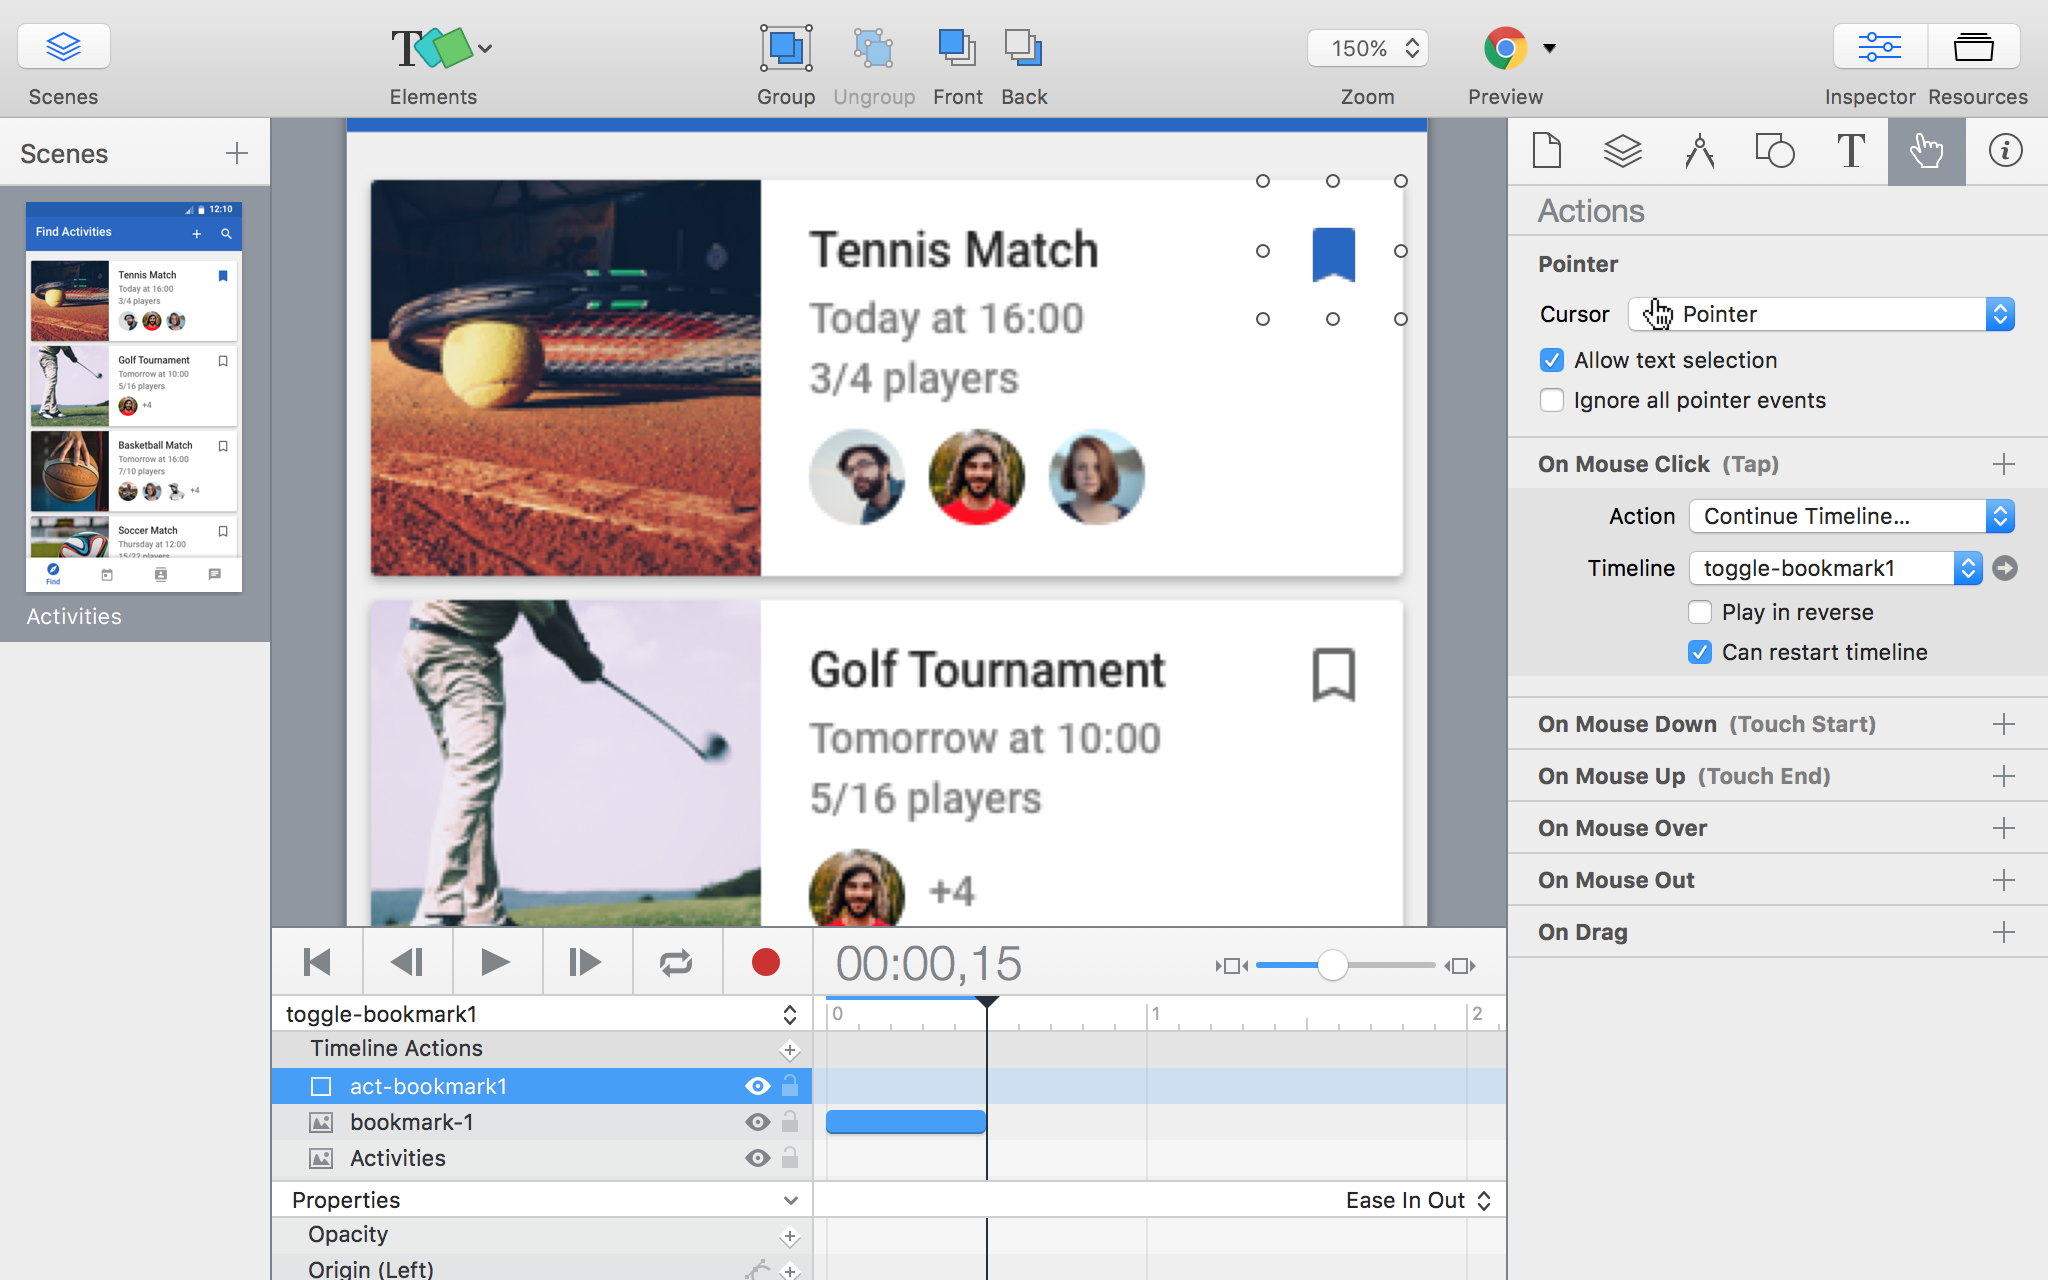 T
150%
Scenes
Elements
Group
Ungroup
Front
Back
Zoom
Preview
Inspector
Resources
Scenes
12:10
Find Activities
Tennis Match
Today at 16:00
3/4 players
Golf Tournament
Tomorrow at 10:00
5/16 players
+4
Basketball Match
Tomorrow at 16:00
7/10 players
+4
Soccer Match
Thursday at 12:00
15/22 players
Find
Activities
Tennis Match
Today at 16:00
3/4 players
Golf Tournament
Tomorrow at 10:00
5/16 players
+4
T
Actions
Pointer
Cursor Pointer
Allow text selection
Ignore all pointer events
On Mouse Click (Tap)
Action Continue Timeline...
Timeline toggle-bookmark1
Play in reverse
Can restart timeline
On Mouse Down (Touch Start)
On Mouse Up (Touch End)
On Mouse Over
On Mouse Out
On Drag
00:00,15
toggle-bookmark1
0 1 2
Timeline Actions
act-bookmark1
bookmark-1
Activities
Properties
Ease In Out
Opacity
Origin (Left)